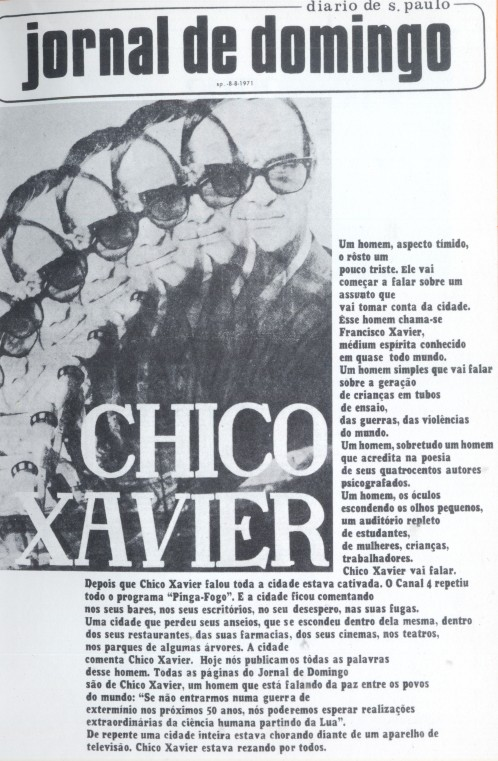 diario de s. paulo
jornal de domingo
sp. -8-8-1971
CHICO
XAVIER
Um homem, aspecto tímido,
o rôsto um
pouco triste. Ele vai
começar a falar sobre um
assunto que
vai tomar conta da cidade.
Êsse homem chama-se
Francisco Xavier,
médium espírita conhecido
em quase todo mundo.
Um homem simples que vai falar
sobre a geração
de crianças em tubos
de ensaio,
das guerras, das violências
do mundo.
Um homem, sobretudo um homem
que acredita na poesia
de seus quatrocentos autores
psicografados.
Um homem, os óculos
escondendo os olhos pequenos,
um auditório repleto
de estudantes,
de mulheres, crianças,
trabalhadores.
Chico Xavier vai falar.
Depois que Chico Xavier falou toda a cidade estava cativada. O Canal 4 repetiu
todo o programa “Pinga-Fogo”. E a cidade ficou comentando
nos seus bares, nos seus escritórios, no seu desespero, nas suas fugas.
Uma cidade que perdeu seus anseios, que se escondeu dentro dela mesma, dentro
dos seus restaurantes, das suas farmacias, dos seus cinemas, nos teatros,
nos parques de algumas árvores. A cidade
comenta Chico Xavier. Hoje nós publicamos tôdas as palavras
desse homem. Todas as páginas do Jornal de Domingo
são de Chico Xavier, um homem que está falando da paz entre os povos
do mundo: “Se não entrarmos numa guerra de
extermínio nos próximos 50 anos, nós poderemos esperar realizações
extraordinárias da ciência humana partindo da Lua”.
De repente uma cidade inteira estava chorando diante de um aparelho de
televisão. Chico Xavier estava rezando por todos.